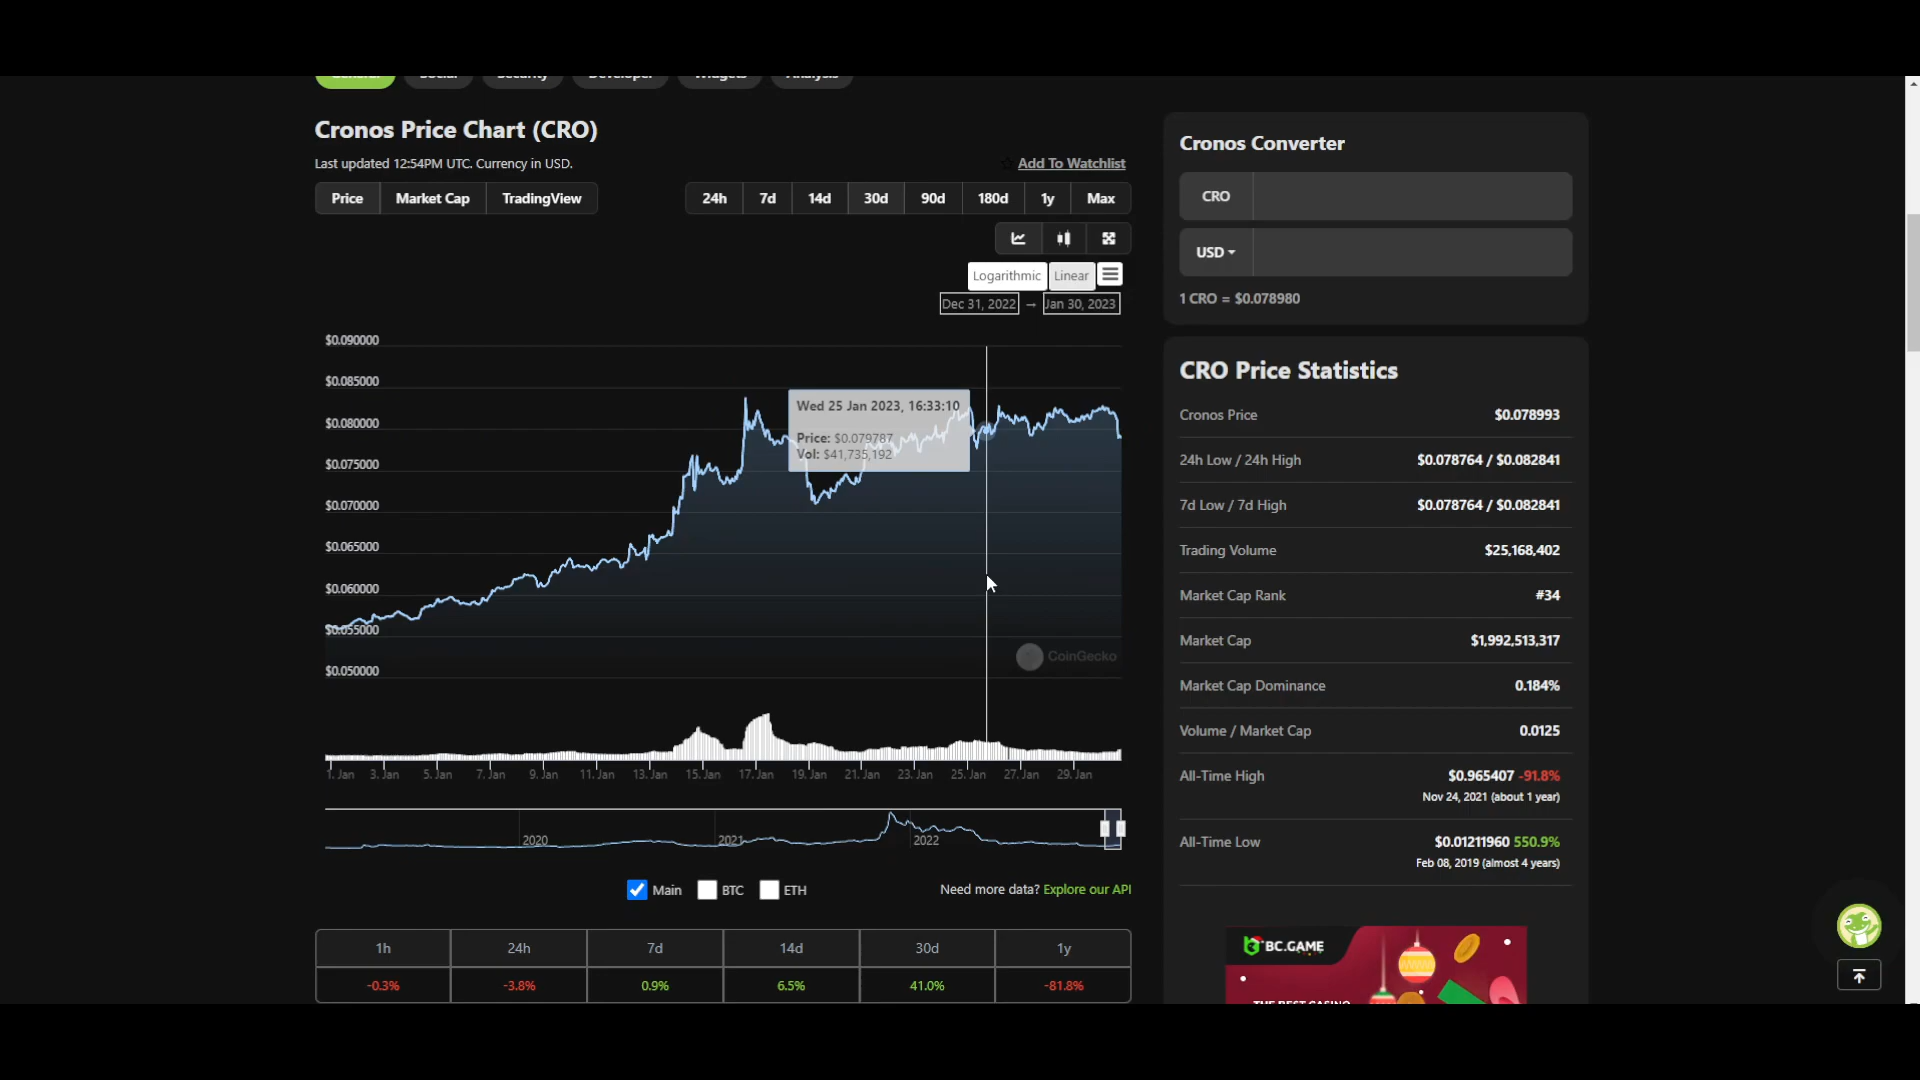 General Social Security Developer Widgets Analysis
Cronos Price Chart (CRO)
Last updated 12:54PM UTC. Currency in USD.
Add To Watchlist
Price Market Cap TradingView
24h 7d 14d 30d 90d 180d 1y Max
Logarithmic Linear
Dec 31, 2022 → Jan 30, 2023
$0.090000
$0.085000
$0.080000
$0.075000
$0.070000
$0.065000
$0.060000
$0.055000
$0.050000
Wed 25 Jan 2023, 16:33:10
Price: $0.079787
Vol: $41,735,192
CoinGecko
1. Jan 3. Jan 5. Jan 7. Jan 9. Jan 11. Jan 13. Jan 15. Jan 17. Jan 19. Jan 21. Jan 23. Jan 25. Jan 27. Jan 29. Jan
2020 2021 2022
Main BTC ETH
Need more data? Explore our API
1h 24h 7d 14d 30d 1y
-0.3% -3.8% 0.9% 6.5% 41.0% -81.8%
Cronos Converter
CRO
USD
1 CRO = $0.078980
CRO Price Statistics
Cronos Price $0.078993
24h Low / 24h High $0.078764 / $0.082841
7d Low / 7d High $0.078764 / $0.082841
Trading Volume $25,168,402
Market Cap Rank #34
Market Cap $1,992,513,317
Market Cap Dominance 0.184%
Volume / Market Cap 0.0125
All-Time High $0.965407 -91.8%
Nov 24, 2021 (about 1 year)
All-Time Low $0.01211960 550.9%
Feb 08, 2019 (almost 4 years)
BC.GAME
THE BEST CASINO